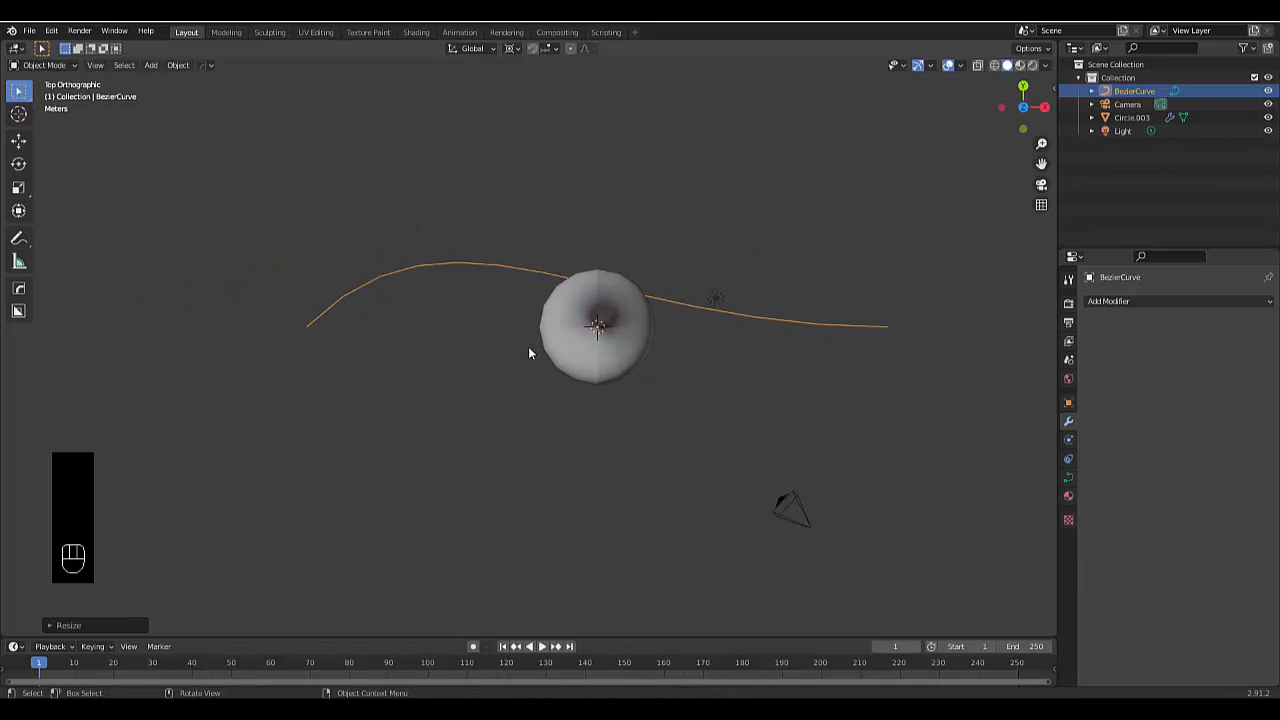 File Edit Render Window Help Layout Modeling Sculpting UV Editing Texture Paint Shading Animation Rendering Compositing Scripting + Scene View Layer
Global Options
Object Mode View Select Add Object
Top Orthographic
(1) Collection | BezierCurve
Meters
Y
Z X
Scene Collection
Collection
BezierCurve
Camera
Circle.003
Light
BezierCurve
Add Modifier
Resize
Playback Keying View Marker 1 Start 1 End 250
1 10 20 30 40 50 60 70 80 90 100 110 120 130 140 150 160 170 180 190 200 210 220 230 240 250
Select Box Select Rotate View Object Context Menu 2.91.2